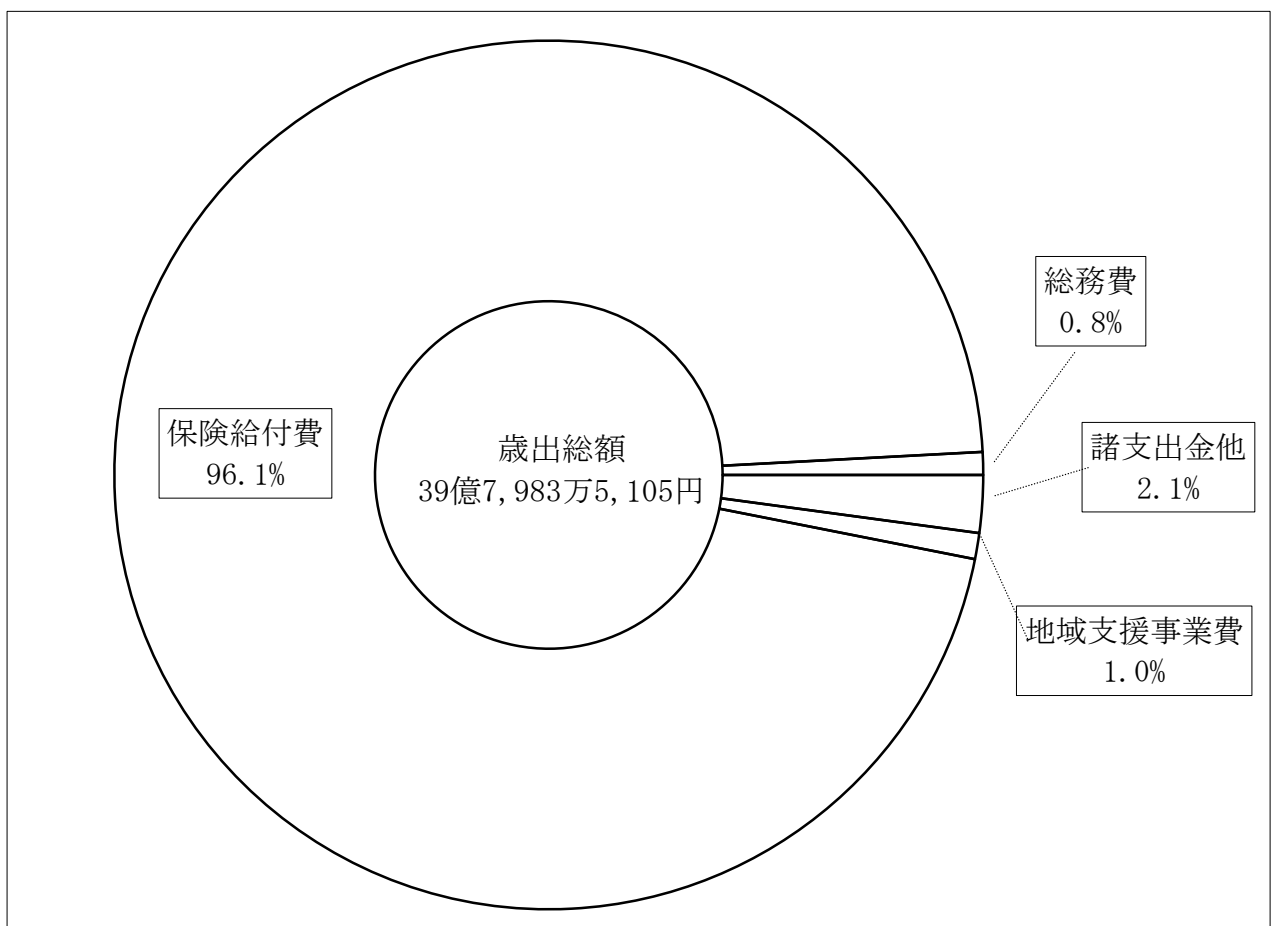 総務費
0.8%
諸支出金他
2.1%
保険給付費
96.1%
歳出総額
39億7,983万5,105円
地域支援事業費
1.0%